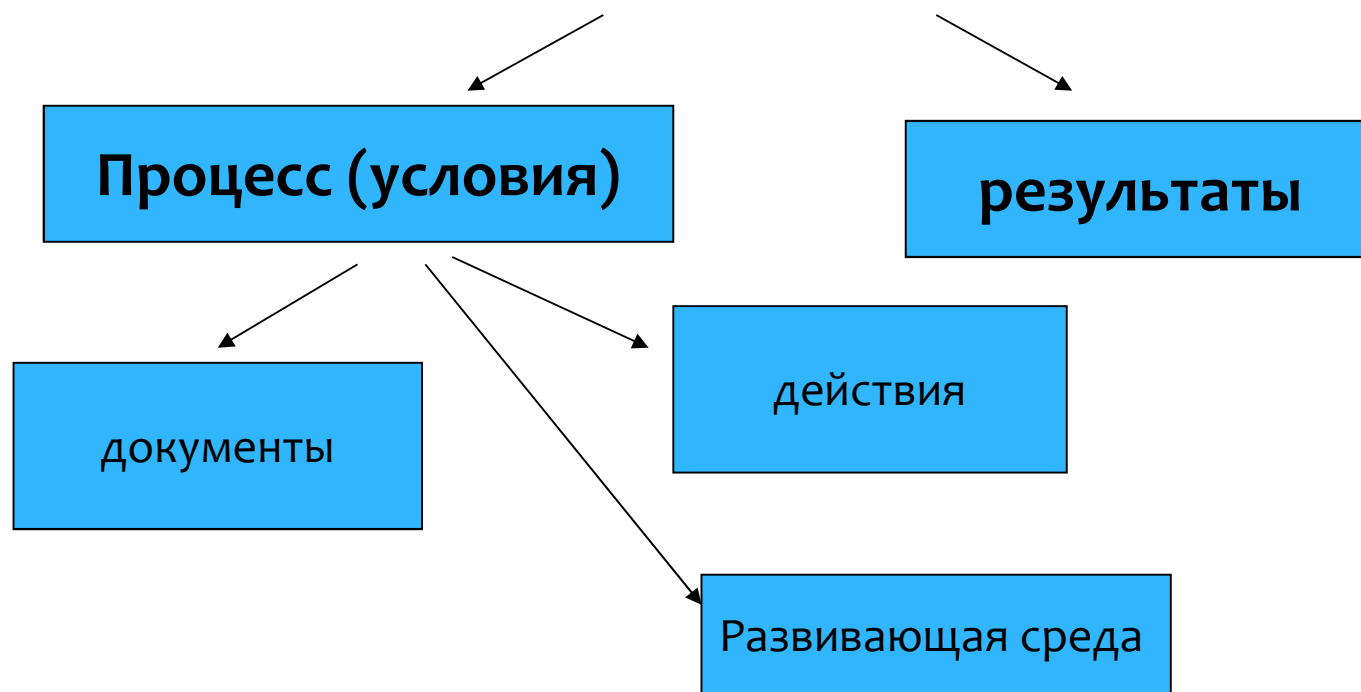 Процесс (условия)
результаты
действия
документы
Развивающая среда